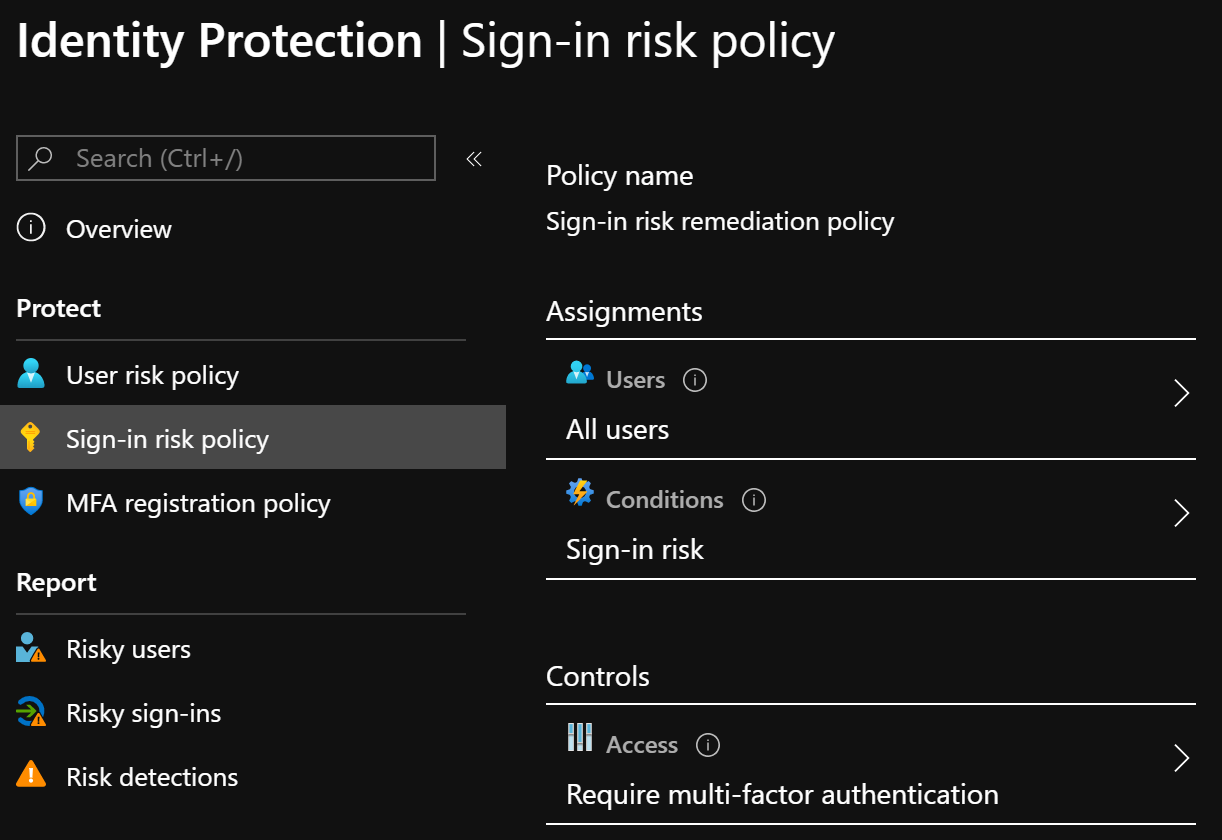 Identity Protection | Sign-in risk policy
Search (Ctrl+/)
Overview
Protect
User risk policy
Sign-in risk policy
MFA registration policy
Report
Risky users
Risky sign-ins
Risk detections
Policy name
Sign-in risk remediation policy
Assignments
Users
All users
Conditions
Sign-in risk
Controls
Access
Require multi-factor authentication